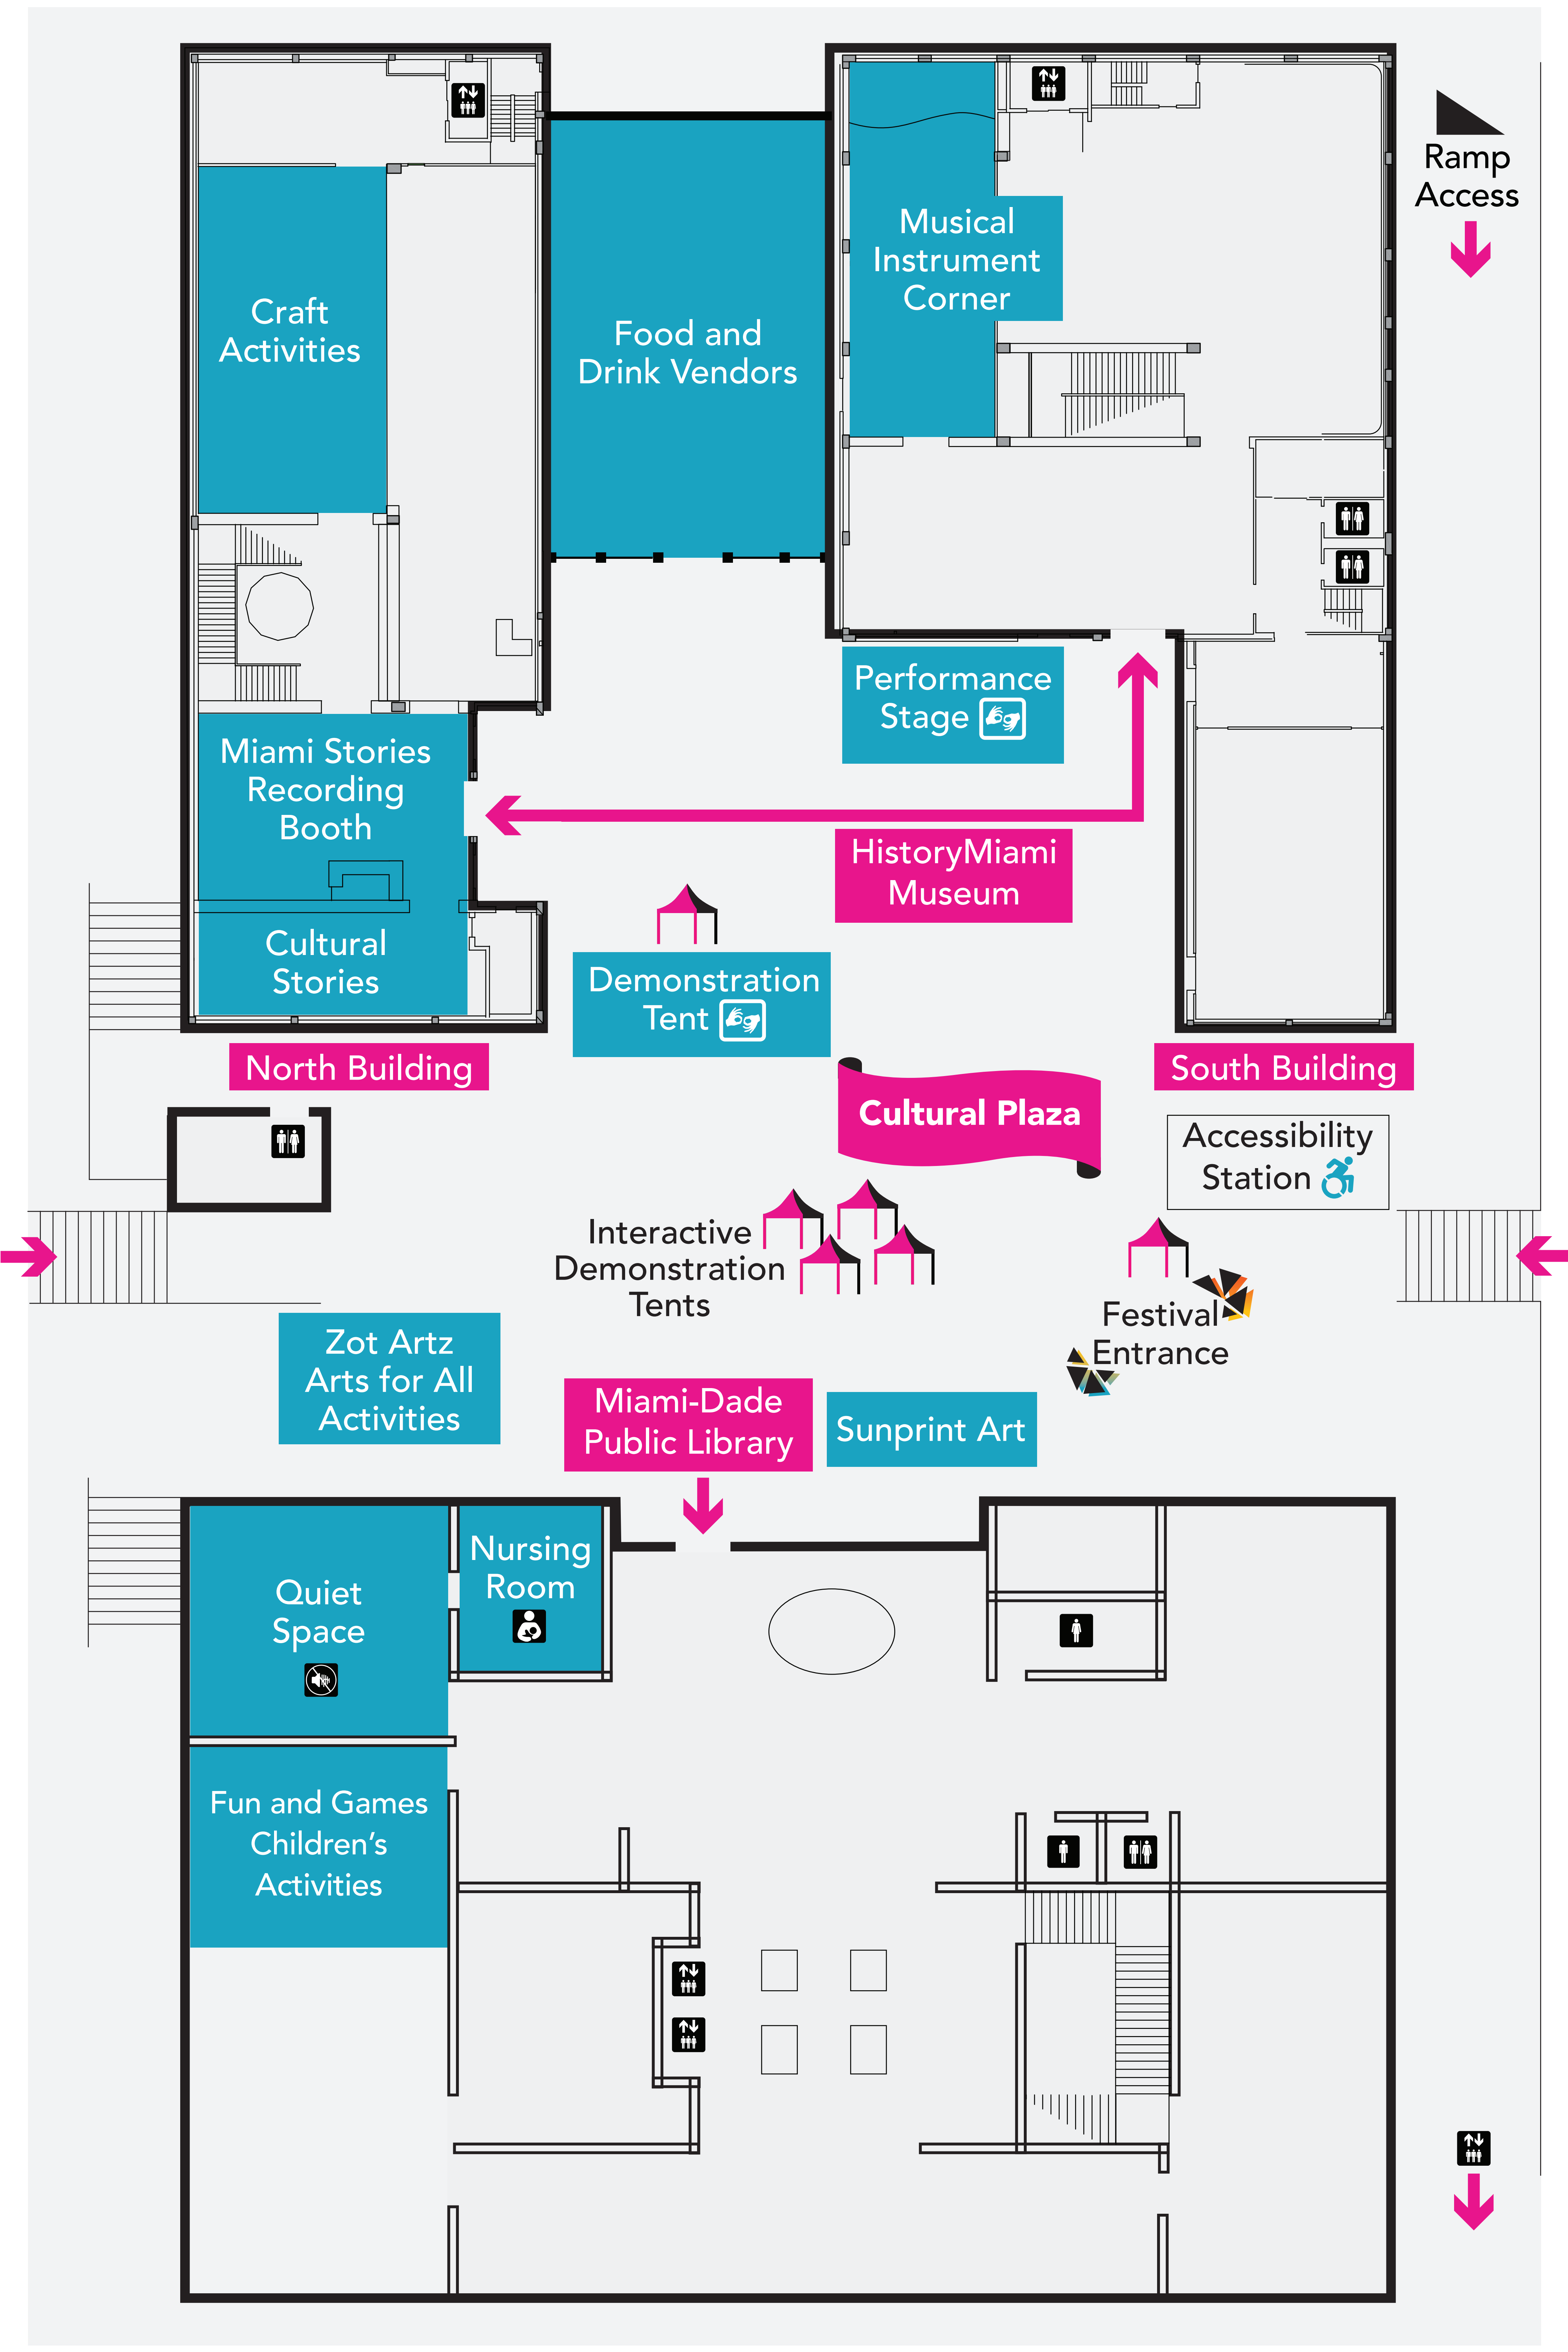 Ramp
Access
Craft
Activities
Food and
Drink Vendors
Musical
Instrument
Corner
Performance
Stage
Miami Stories
Recording
Booth
HistoryMiami
Museum
Cultural
Stories
Demonstration
Tent
North Building
South Building
Cultural Plaza
Accessibility
Station
Interactive
Demonstration
Tents
Festival
Entrance
Zot Artz
Arts for All
Activities
Miami-Dade
Public Library
Sunprint Art
Nursing
Room
Quiet
Space
Fun and Games
Children’s
Activities